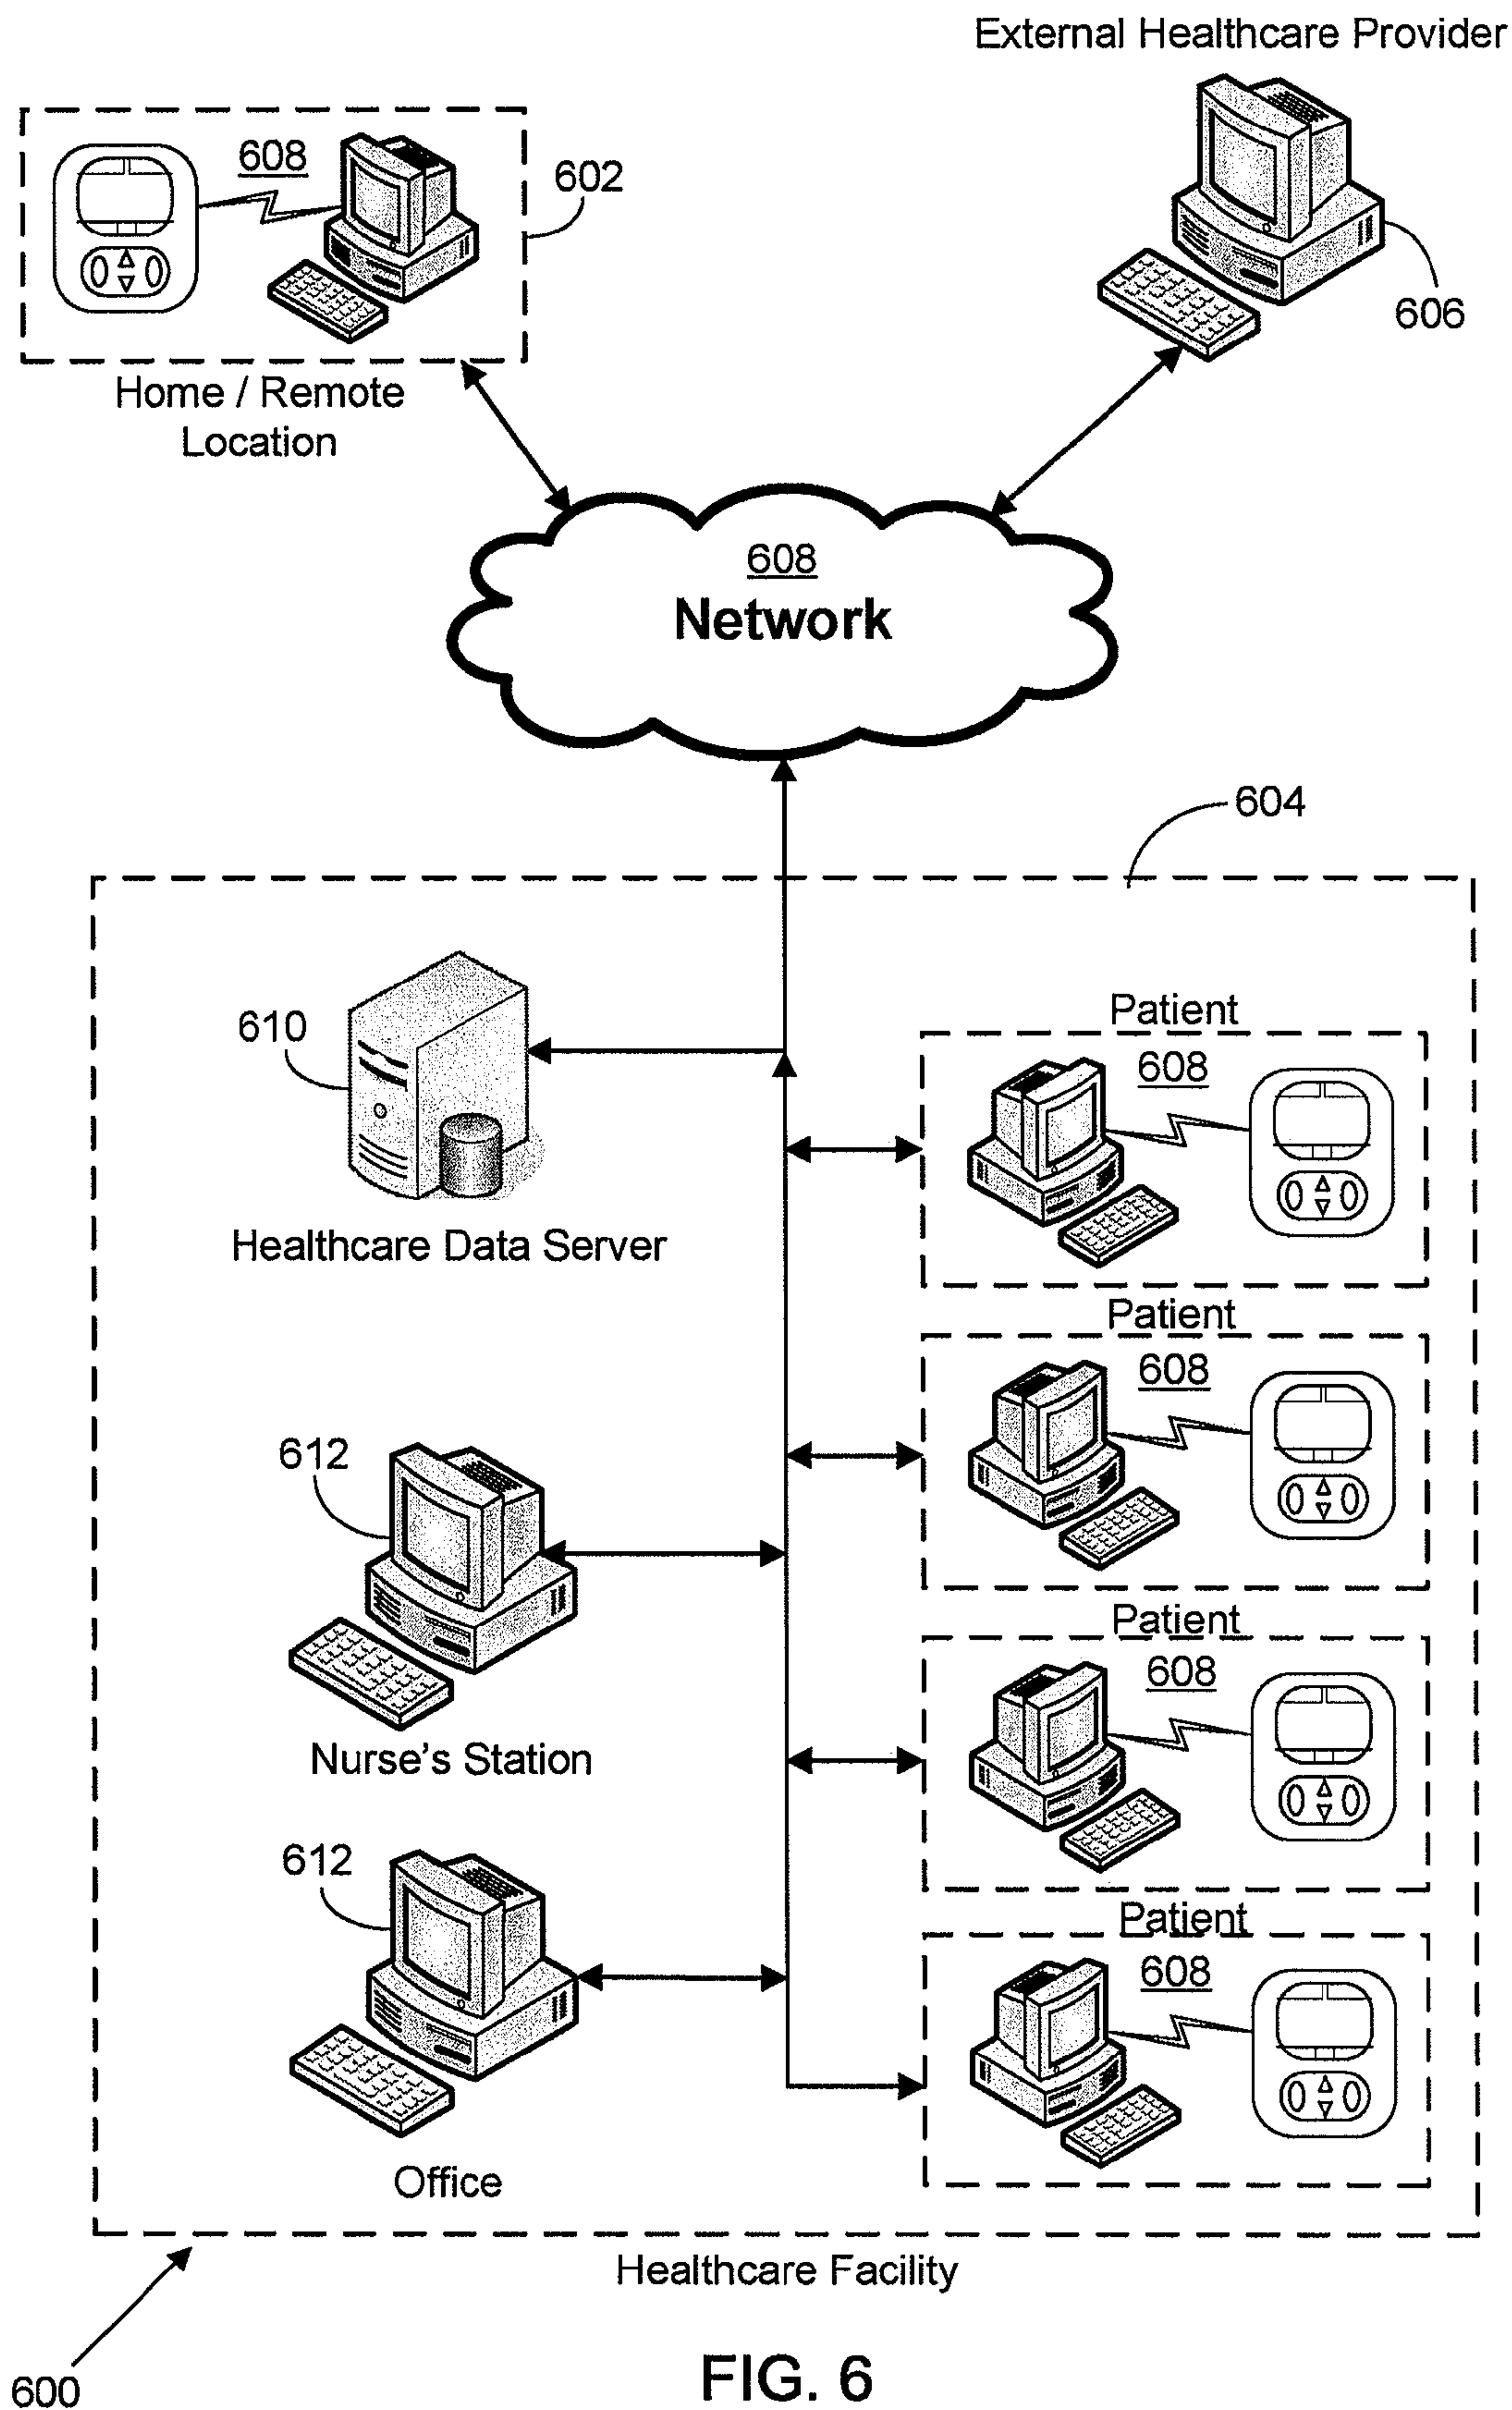 External Healthcare Provider
608
602
606
Home / Remote
Location
608
Network
604
610
Healthcare Data Server
Patient
608
Patient
608
612
Nurse's Station
Patient
608
612
Office
Patient
608
Healthcare Facility
600
FIG. 6